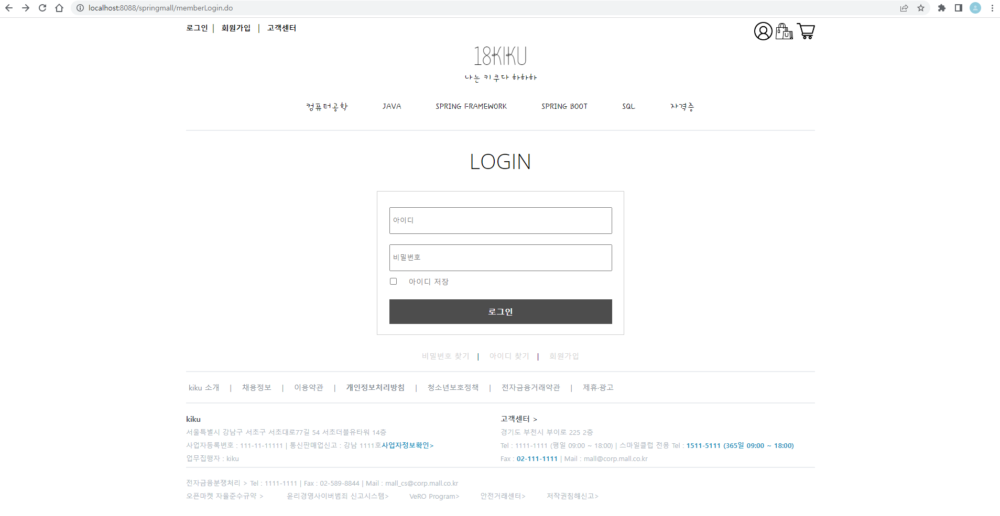 localhost:8088/springmall/memberLogin.do
로그인 | 회원가입 | 고객센터
18KIKU
나는 키쿠다 하하하
컴퓨터공학 JAVA SPRING FRAMEWORK SPRING BOOT SQL 자격증
LOGIN
아이디
비밀번호
아이디 저장
로그인
비밀번호 찾기 | 아이디 찾기 | 회원가입
kiku 소개 | 채용정보 | 이용약관 | 개인정보처리방침 | 청소년보호정책 | 전자금융거래약관 | 제휴·광고
kiku
서울특별시 강남구 서초구 서초대로77길 54 서초더블유타워 14층
사업자등록번호 : 111-11-11111 | 통신판매업신고 : 강남 1111호사업자정보확인>
업무집행자 : kiku
고객센터 >
경기도 부천시 부이로 225 2층
Tel : 1111-1111 (평일 09:00 ~ 18:00) | 스마일클럽 전용 Tel : 1511-5111 (365일 09:00 ~ 18:00)
Fax : 02-111-1111 | Mail : mall@corp.mall.co.kr
전자금융분쟁처리 > Tel : 1111-1111 | Fax : 02-589-8844 | Mail : mall_cs@corp.mall.co.kr
오픈마켓 자율준수규약 > 윤리경영사이버범죄 신고시스템> VeRO Program> 안전거래센터> 저작권침해신고>